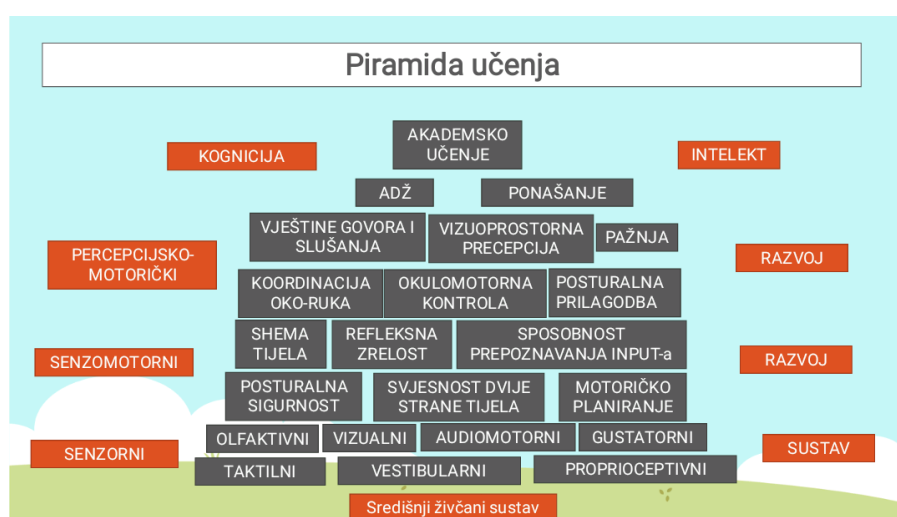 Piramida učenja
AKADEMSKO
UČENJE
KOGNICIJA
INTELEKT
ADŽ
PONAŠANJE
VJEŠTINE GOVORA I
SLUŠANJA
VIZUOPROSTORNA
PRECEPCIJA
PAŽNJA
PERCEPCIJSKO-
MOTORIČKI
RAZVOJ
KOORDINACIJA
OKO-RUKA
OKULOMOTORNA
KONTROLA
POSTURALNA
PRILAGODBA
SHEMA
TIJELA
REFLEKSNA
ZRELOST
SPOSOBNOST
PREPOZNAVANJA INPUT-a
SENZOMOTORNI
RAZVOJ
POSTURALNA
SIGURNOST
SVJESNOST DVIJE
STRANE TIJELA
MOTORIČKO
PLANIRANJE
OLFAKTIVNI
VIZUALNI
AUDIOMOTORNI
GUSTATORNI
SENZORNI
SUSTAV
TAKTILNI
VESTIBULARNI
PROPRIOCEPTIVNI
Središnji živčani sustav